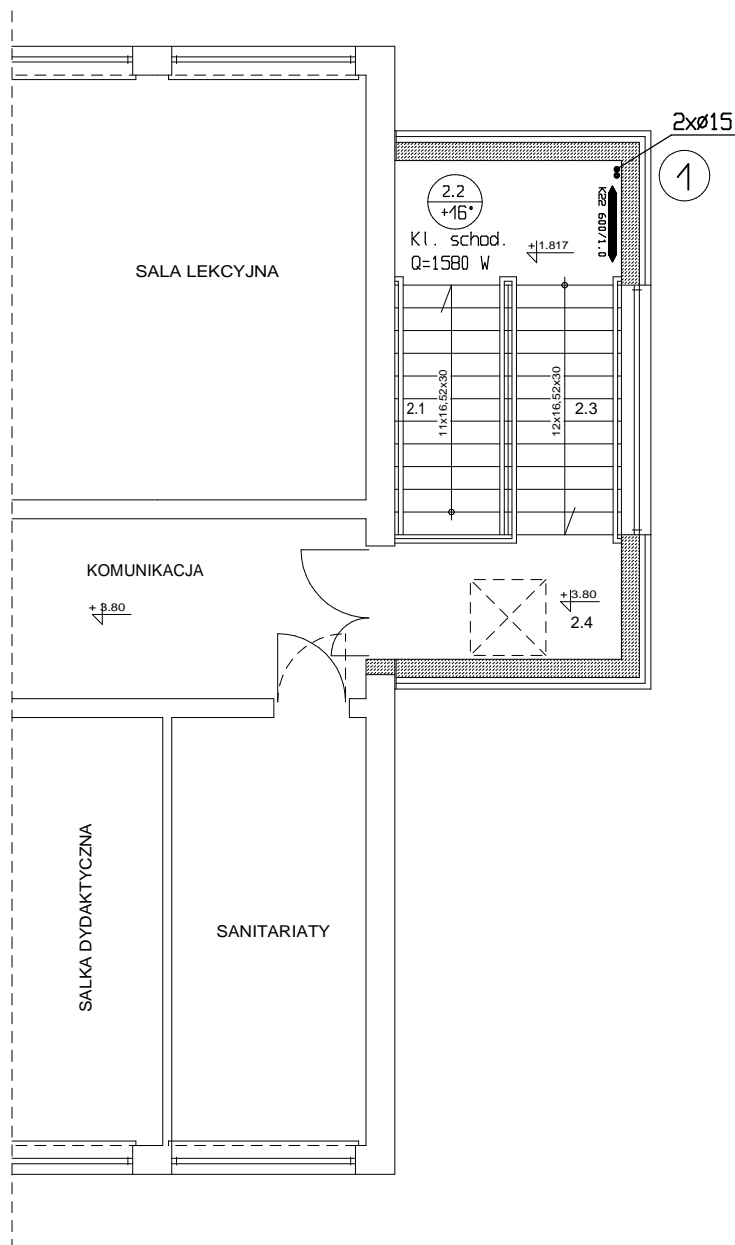 2xø15
1
2.2
+16°
Kl. schod.
Q=1580 W
+1.817
K22 600/1.0
SALA LEKCYJNA
2.1
11x16,52x30
12x16,52x30
2.3
KOMUNIKACJA
+3.80
+3.80
2.4
SALKA DYDAKTYCZNA
SANITARIATY